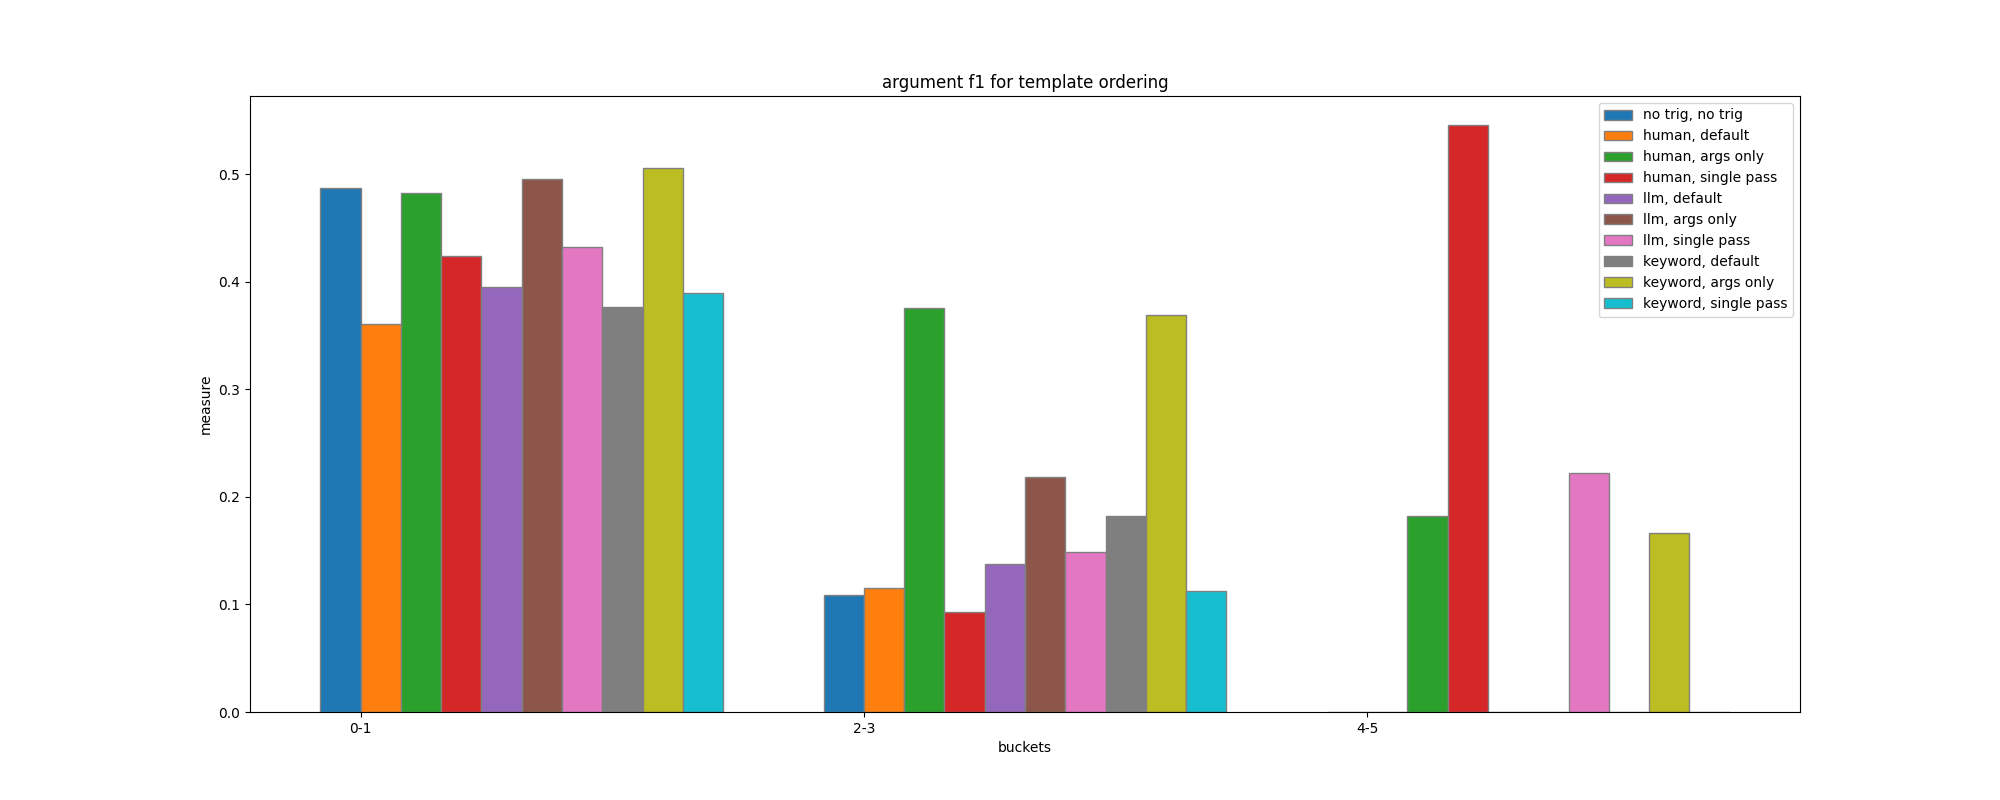 argument f1 for template ordering
measure
0.5
0.4
0.3
0.2
0.1
0.0
0-1
2-3
4-5
buckets
no trig, no trig
human, default
human, args only
human, single pass
llm, default
llm, args only
llm, single pass
keyword, default
keyword, args only
keyword, single pass